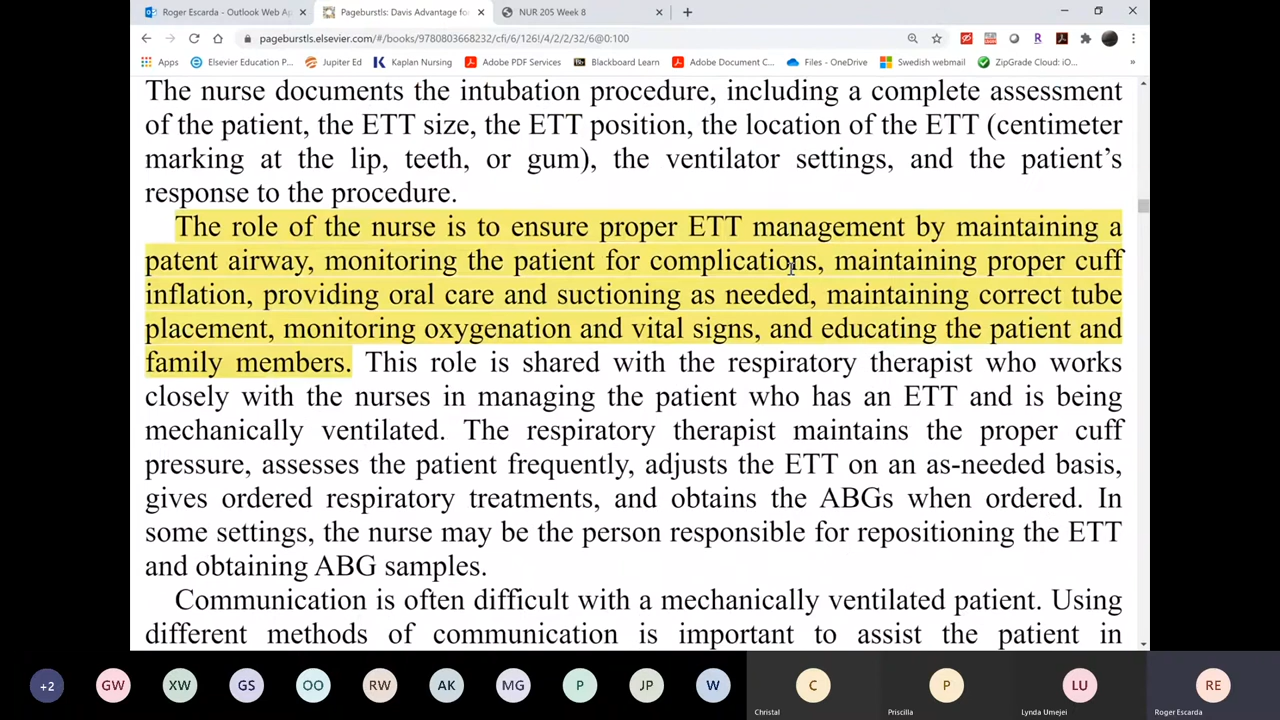 Roger Escarda - Outlook Web Ap
Pageburstls: Davis Advantage for
NUR 205 Week 8
pageburstls.elsevier.com/#/books/9780803668232/cfi/6/126!/4/2/2/32/6@0:100
Apps
Elsevier Education P...
Jupiter Ed
Kaplan Nursing
Adobe PDF Services
Blackboard Learn
Adobe Document C...
Files - OneDrive
Swedish webmail
ZipGrade Cloud: iO...
»
The nurse documents the intubation procedure, including a complete assessment
of the patient, the ETT size, the ETT position, the location of the ETT (centimeter
marking at the lip, teeth, or gum), the ventilator settings, and the patient's
response to the procedure.
The role of the nurse is to ensure proper ETT management by maintaining a
patent airway, monitoring the patient for complications, maintaining proper cuff
inflation, providing oral care and suctioning as needed, maintaining correct tube
placement, monitoring oxygenation and vital signs, and educating the patient and
family members. This role is shared with the respiratory therapist who works
closely with the nurses in managing the patient who has an ETT and is being
mechanically ventilated. The respiratory therapist maintains the proper cuff
pressure, assesses the patient frequently, adjusts the ETT on an as-needed basis,
gives ordered respiratory treatments, and obtains the ABGs when ordered. In
some settings, the nurse may be the person responsible for repositioning the ETT
and obtaining ABG samples.
Communication is often difficult with a mechanically ventilated patient. Using
different methods of communication is important to assist the patient in
+2
GW
XW
GS
OO
RW
AK
MG
P
JP
W
C
P
LU
RE
Christal
Priscilla
Lynda Umejei
Roger Escarda